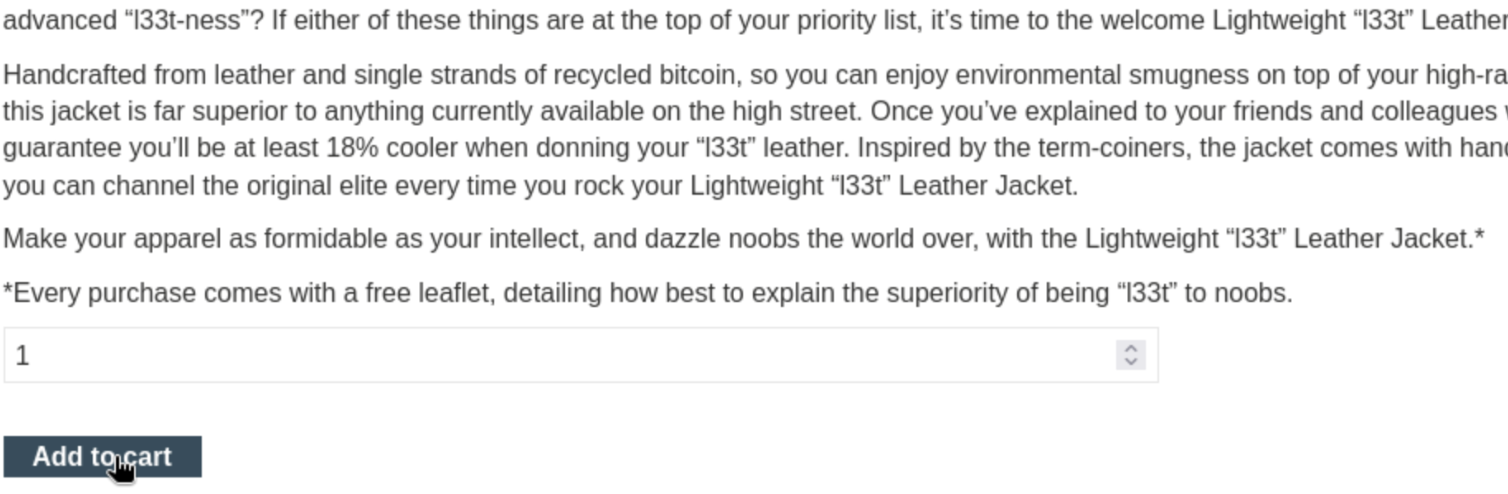 advanced “l33t-ness”? If either of these things are at the top of your priority list, it’s time to the welcome Lightweight “l33t” Leather
Handcrafted from leather and single strands of recycled bitcoin, so you can enjoy environmental smugness on top of your high-ra
this jacket is far superior to anything currently available on the high street. Once you’ve explained to your friends and colleagues
guarantee you’ll be at least 18% cooler when donning your “l33t” leather. Inspired by the term-coiners, the jacket comes with hand
you can channel the original elite every time you rock your Lightweight “l33t” Leather Jacket.
Make your apparel as formidable as your intellect, and dazzle noobs the world over, with the Lightweight “l33t” Leather Jacket.*
*Every purchase comes with a free leaflet, detailing how best to explain the superiority of being “l33t” to noobs.
1
Add to cart